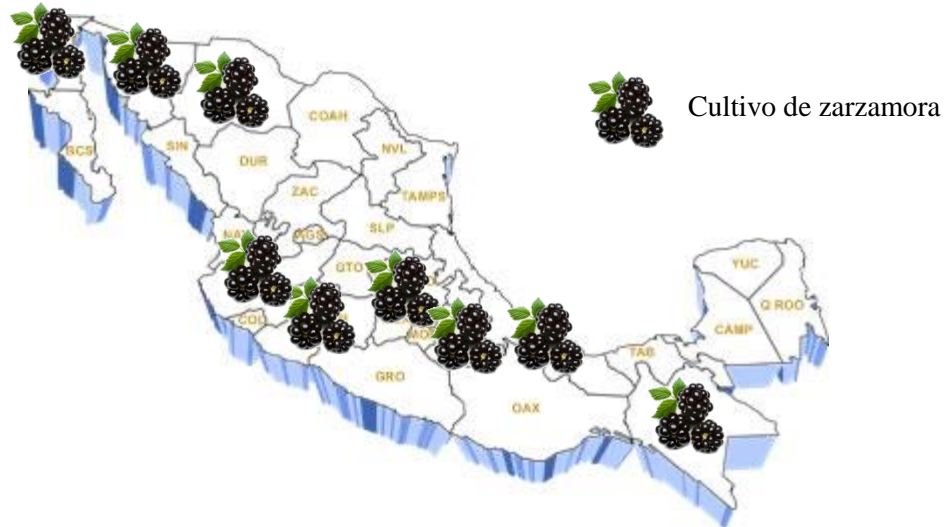 Cultivo de zarzamora
COAH
BCS
SIN
DUR
NVL
ZAC
TAMPS
AGS
SLP
GTO
YUC
Q ROO
CAMP
COL
TAB
GRO
OAX